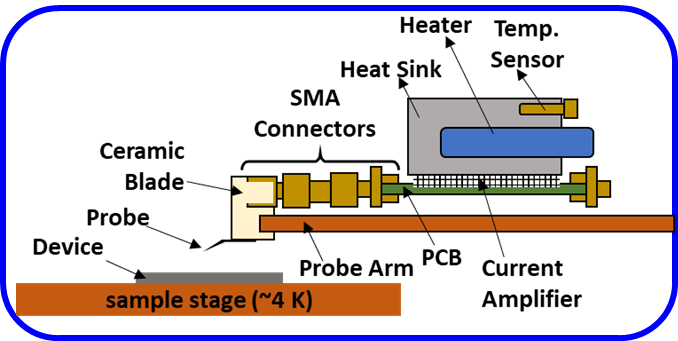 Heater
Temp.
Sensor
Heat Sink
SMA
Connectors
Ceramic
Blade
Probe
Device
Probe Arm
PCB
Current
Amplifier
sample stage (~4 K)